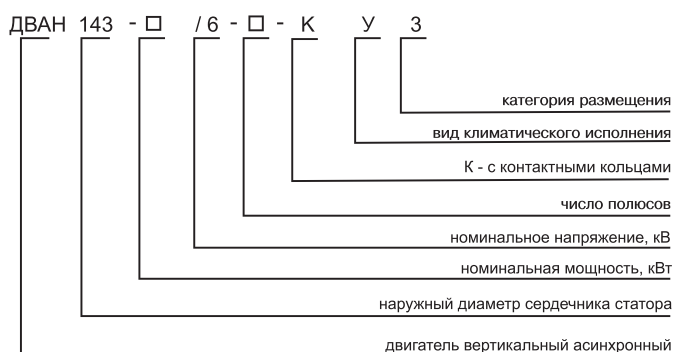 ДВАН 143 - □ / 6 - □ - К У 3
категория размещения
вид климатического исполнения
К - с контактными кольцами
число полюсов
номинальное напряжение, кВ
номинальная мощность, кВт
наружный диаметр сердечника статора
двигатель вертикальный асинхронный